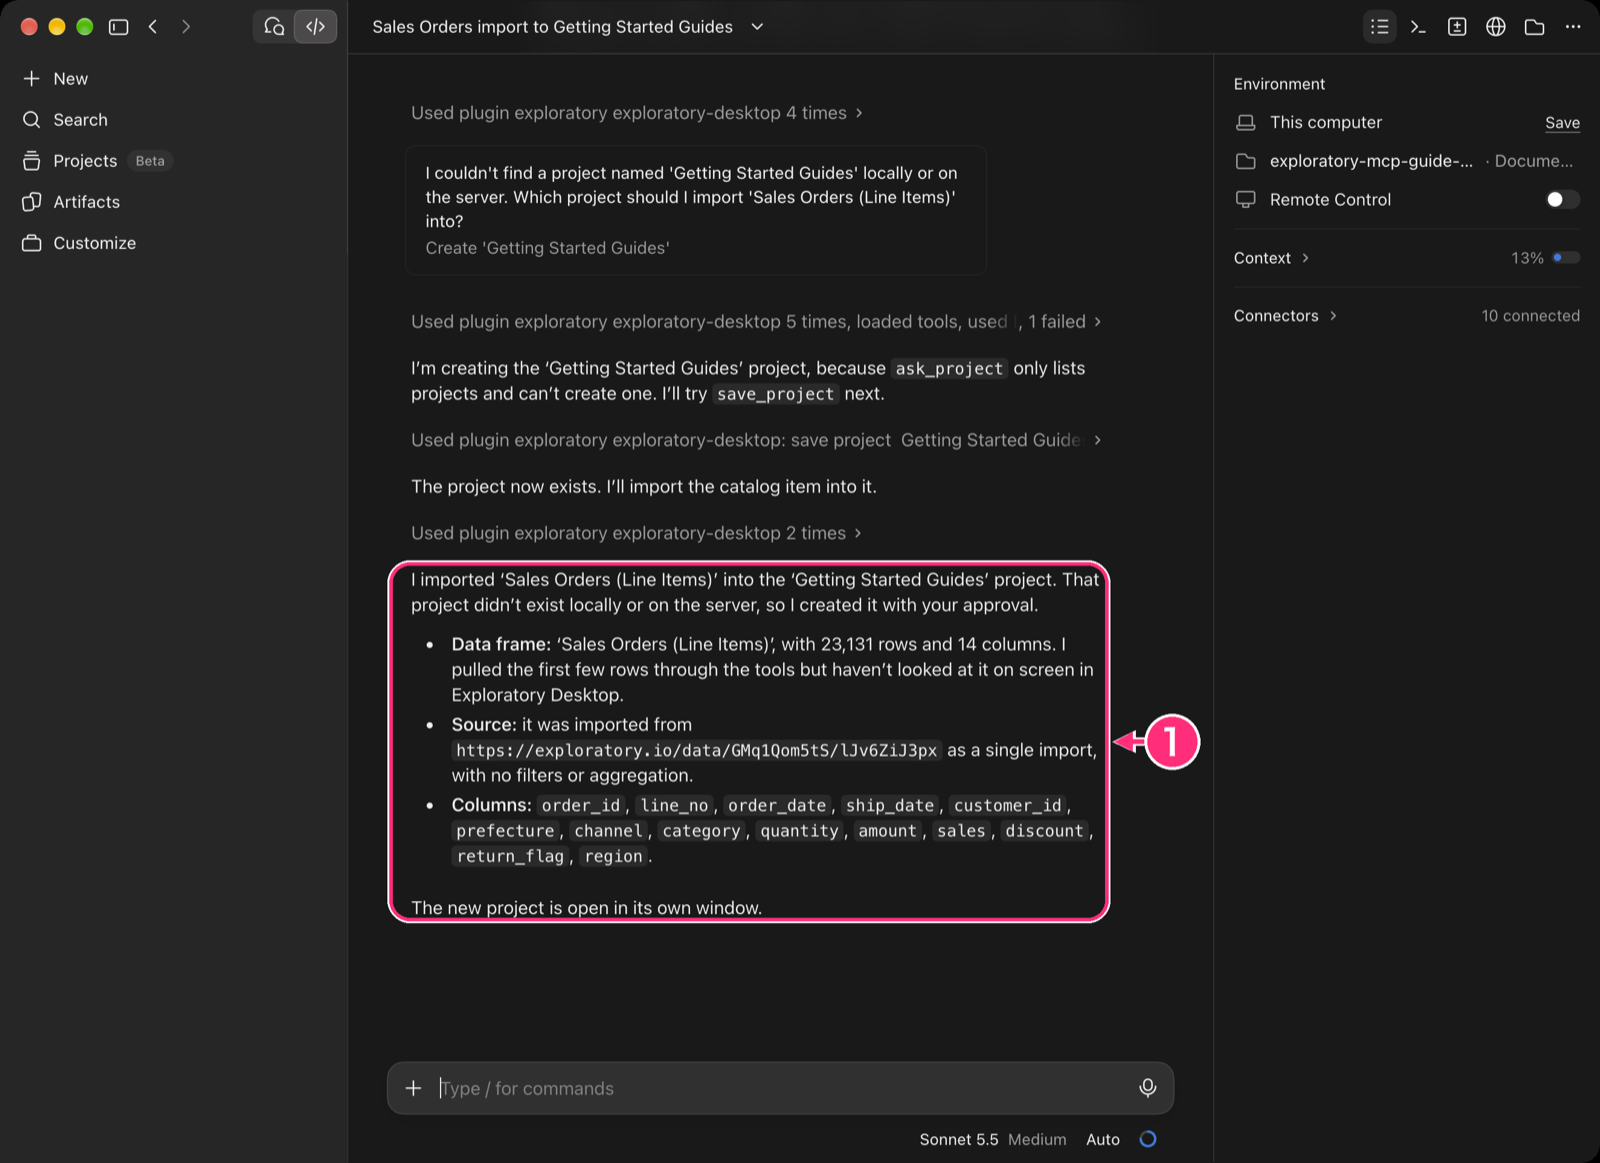 Sales Orders import to Getting Started Guides
New
Search
Projects Beta
Artifacts
Customize
Used plugin exploratory exploratory-desktop 4 times
I couldn't find a project named 'Getting Started Guides' locally or on
the server. Which project should I import 'Sales Orders (Line Items)'
into?
Create 'Getting Started Guides'
Used plugin exploratory exploratory-desktop 5 times, loaded tools, used , 1 failed
I'm creating the ‘Getting Started Guides’ project, because ask_project only lists
projects and can’t create one. I’ll try save_project next.
Used plugin exploratory exploratory-desktop: save project Getting Started Guide
The project now exists. I’ll import the catalog item into it.
Used plugin exploratory exploratory-desktop 2 times
I imported ‘Sales Orders (Line Items)’ into the ‘Getting Started Guides’ project. That
project didn’t exist locally or on the server, so I created it with your approval.
• Data frame: ‘Sales Orders (Line Items)’, with 23,131 rows and 14 columns. I
pulled the first few rows through the tools but haven’t looked at it on screen in
Exploratory Desktop.
• Source: it was imported from
https://exploratory.io/data/GMq1Qom5tS/lJv6ZiJ3px as a single import,
with no filters or aggregation.
• Columns: order_id, line_no, order_date, ship_date, customer_id,
prefecture, channel, category, quantity, amount, sales, discount,
return_flag, region.
The new project is open in its own window.
1
Type / for commands
Sonnet 5.5 Medium Auto
Environment
This computer Save
exploratory-mcp-guide-... · Docume...
Remote Control
Context 13%
Connectors 10 connected